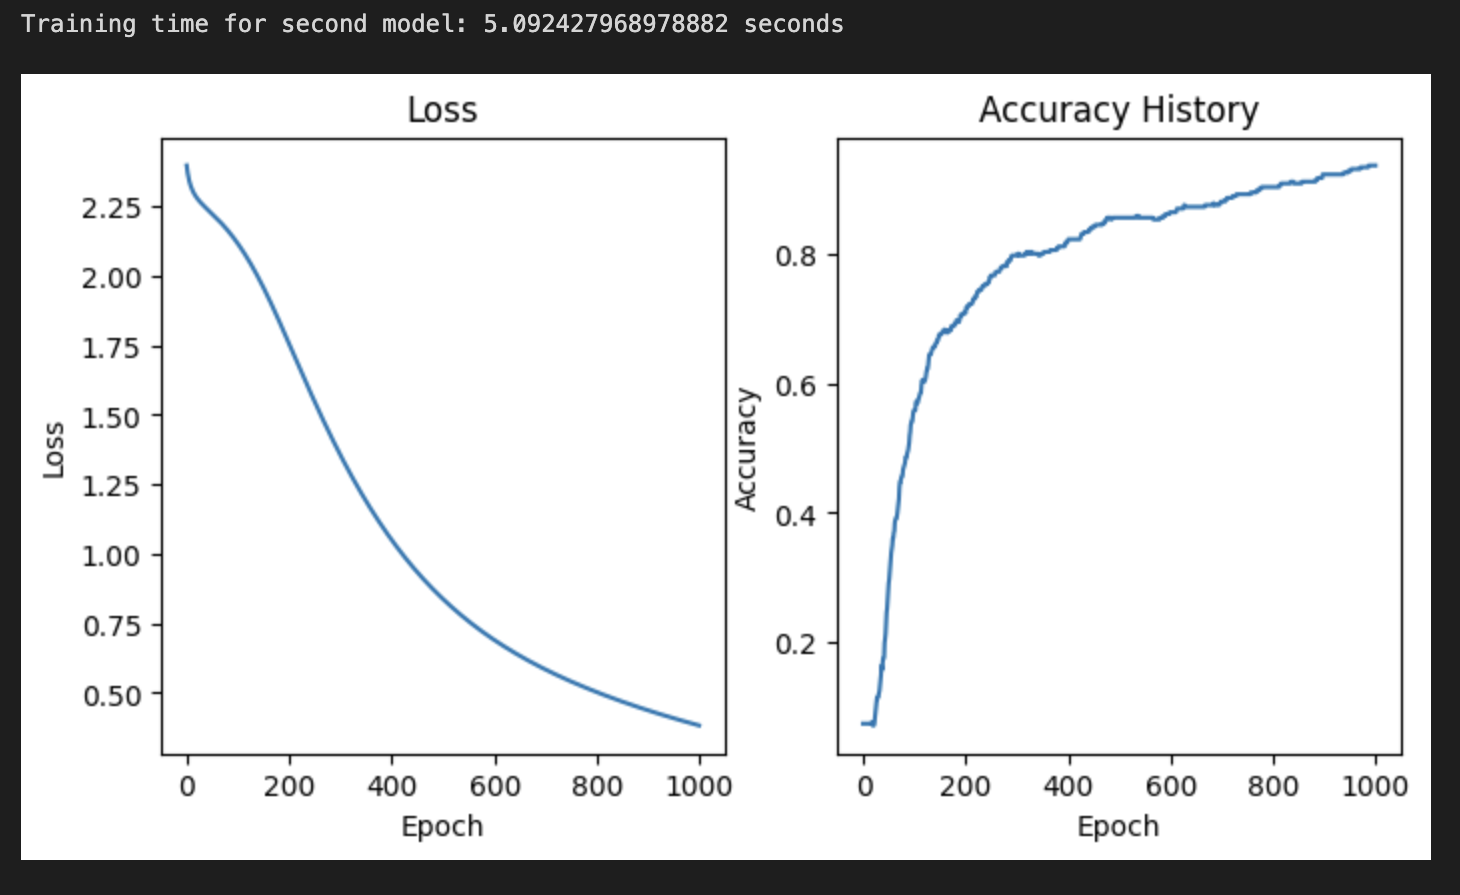 Training time for second model: 5.092427968978882 seconds
Loss
Loss
2.25
2.00
1.75
1.50
1.25
1.00
0.75
0.50
0 200 400 600 800 1000
Epoch
Accuracy History
Accuracy
0.8
0.6
0.4
0.2
0 200 400 600 800 1000
Epoch